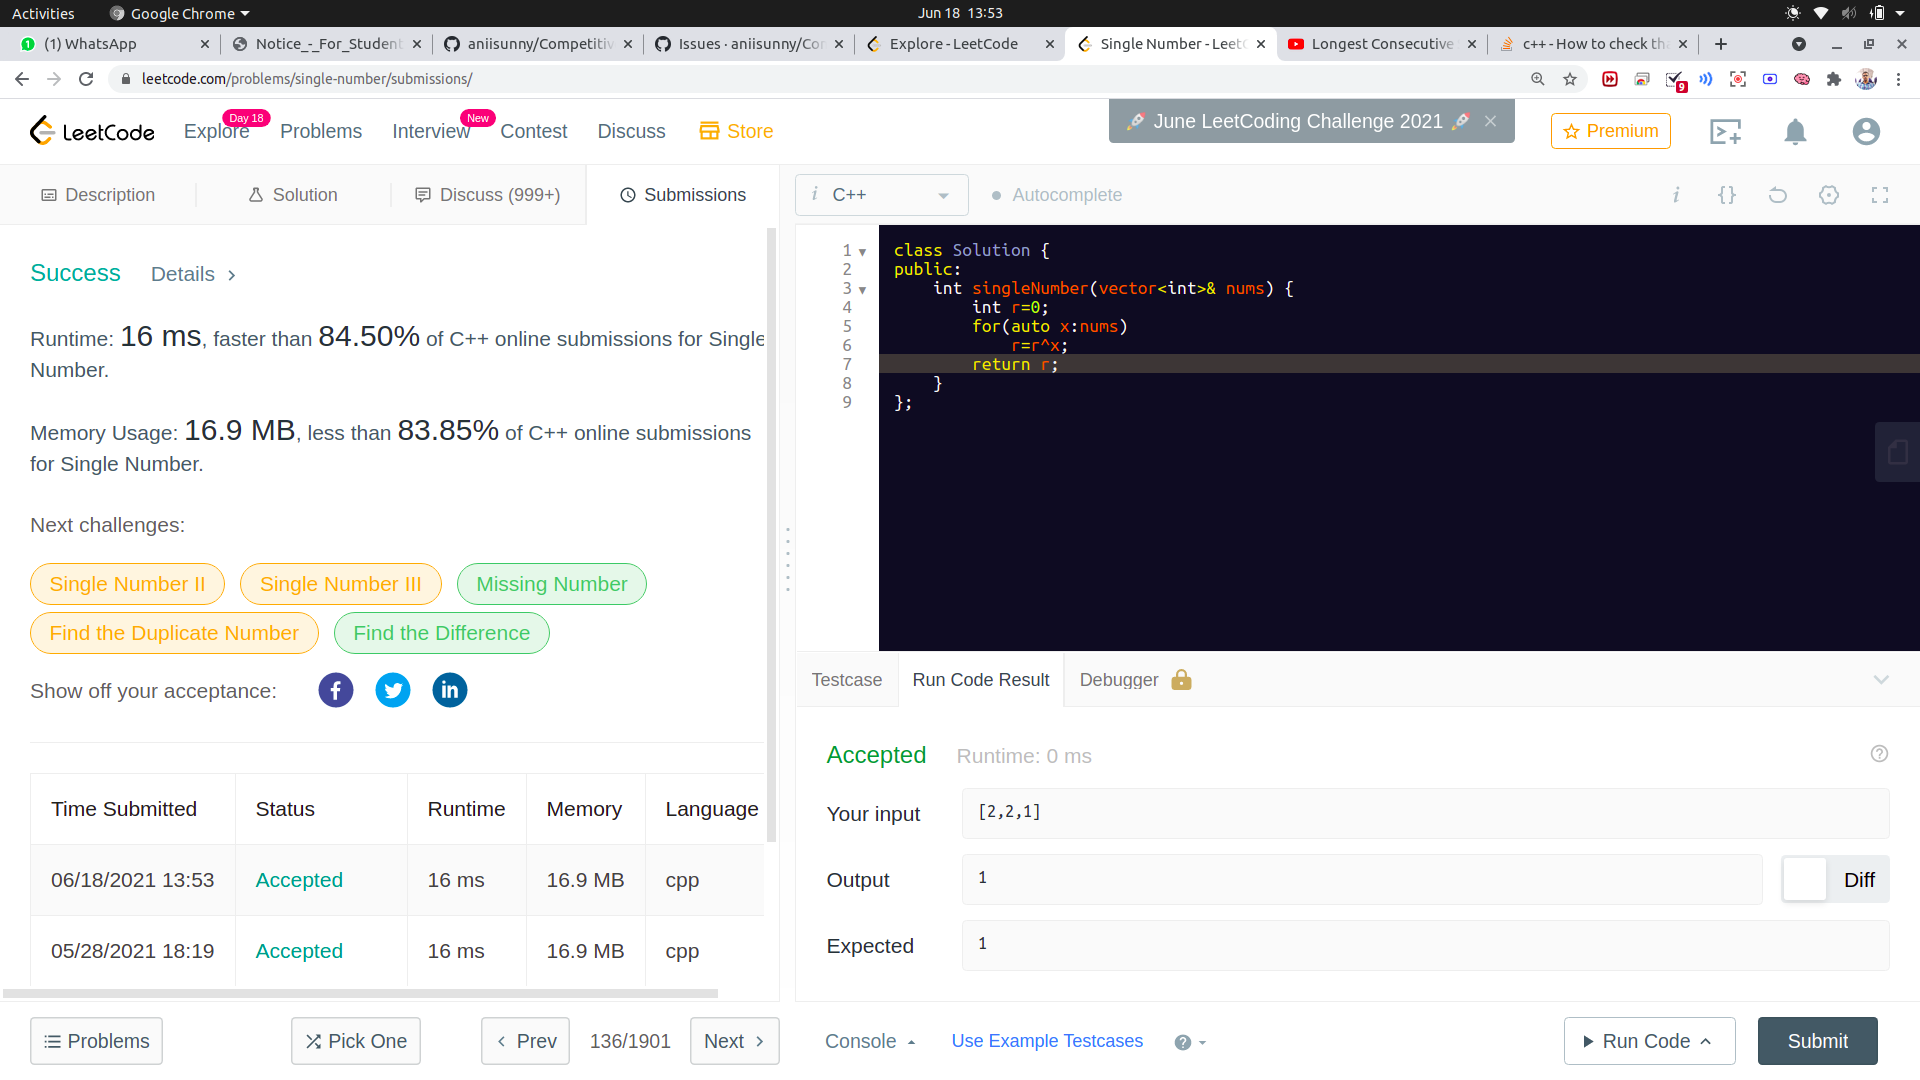 Activities
Google Chrome
Jun 18 13:53
(1) WhatsApp
Notice_-_For_Student
aniisunny/Competitiv
Issues · aniisunny/Cor
Explore - LeetCode
Single Number - LeetC
Longest Consecutive
c++ - How to check tha
leetcode.com/problems/single-number/submissions/
9
LeetCode
Explore
Day 18
Problems
Interview
New
Contest
Discuss
Store
June LeetCoding Challenge 2021
Premium
Description
Solution
Discuss (999+)
Submissions
i C++
Autocomplete
i {}
Success Details
Runtime: 16 ms, faster than 84.50% of C++ online submissions for Single
Number.
Memory Usage: 16.9 MB, less than 83.85% of C++ online submissions
for Single Number.
Next challenges:
Single Number II
Single Number III
Missing Number
Find the Duplicate Number
Find the Difference
Show off your acceptance:
Time Submitted Status Runtime Memory Language
06/18/2021 13:53 Accepted 16 ms 16.9 MB cpp
05/28/2021 18:19 Accepted 16 ms 16.9 MB cpp
1 class Solution {
2 public:
3 int singleNumber(vector<int>& nums) {
4 int r=0;
5 for(auto x:nums)
6 r=r^x;
7 return r;
8 }
9 };
Testcase
Run Code Result
Debugger
Accepted Runtime: 0 ms
Your input [2,2,1]
Output 1 Diff
Expected 1
Problems
Pick One
Prev
136/1901
Next
Console
Use Example Testcases
Run Code
Submit